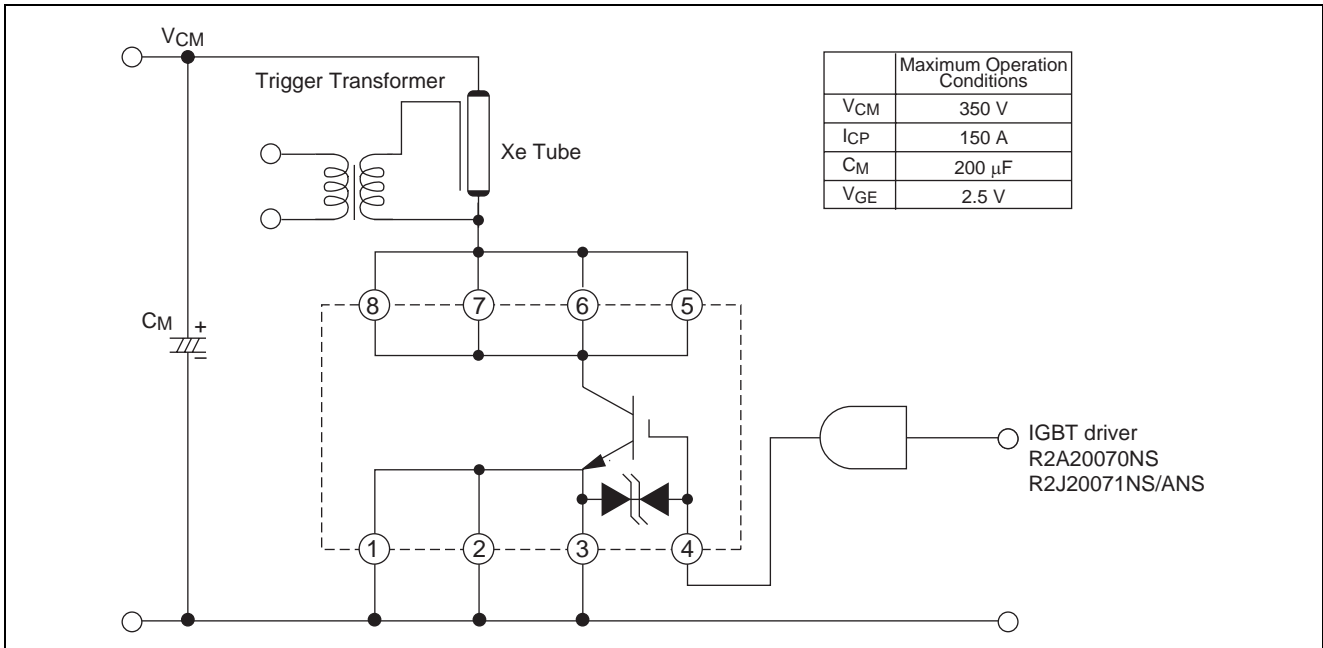 VCM
Trigger Transformer
Xe Tube
Maximum Operation
Conditions
VCM 350 V
ICP 150 A
CM 200 μF
VGE 2.5 V
8 7 6 5
CM
+
–
IGBT driver
R2A20070NS
R2J20071NS/ANS
1 2 3 4